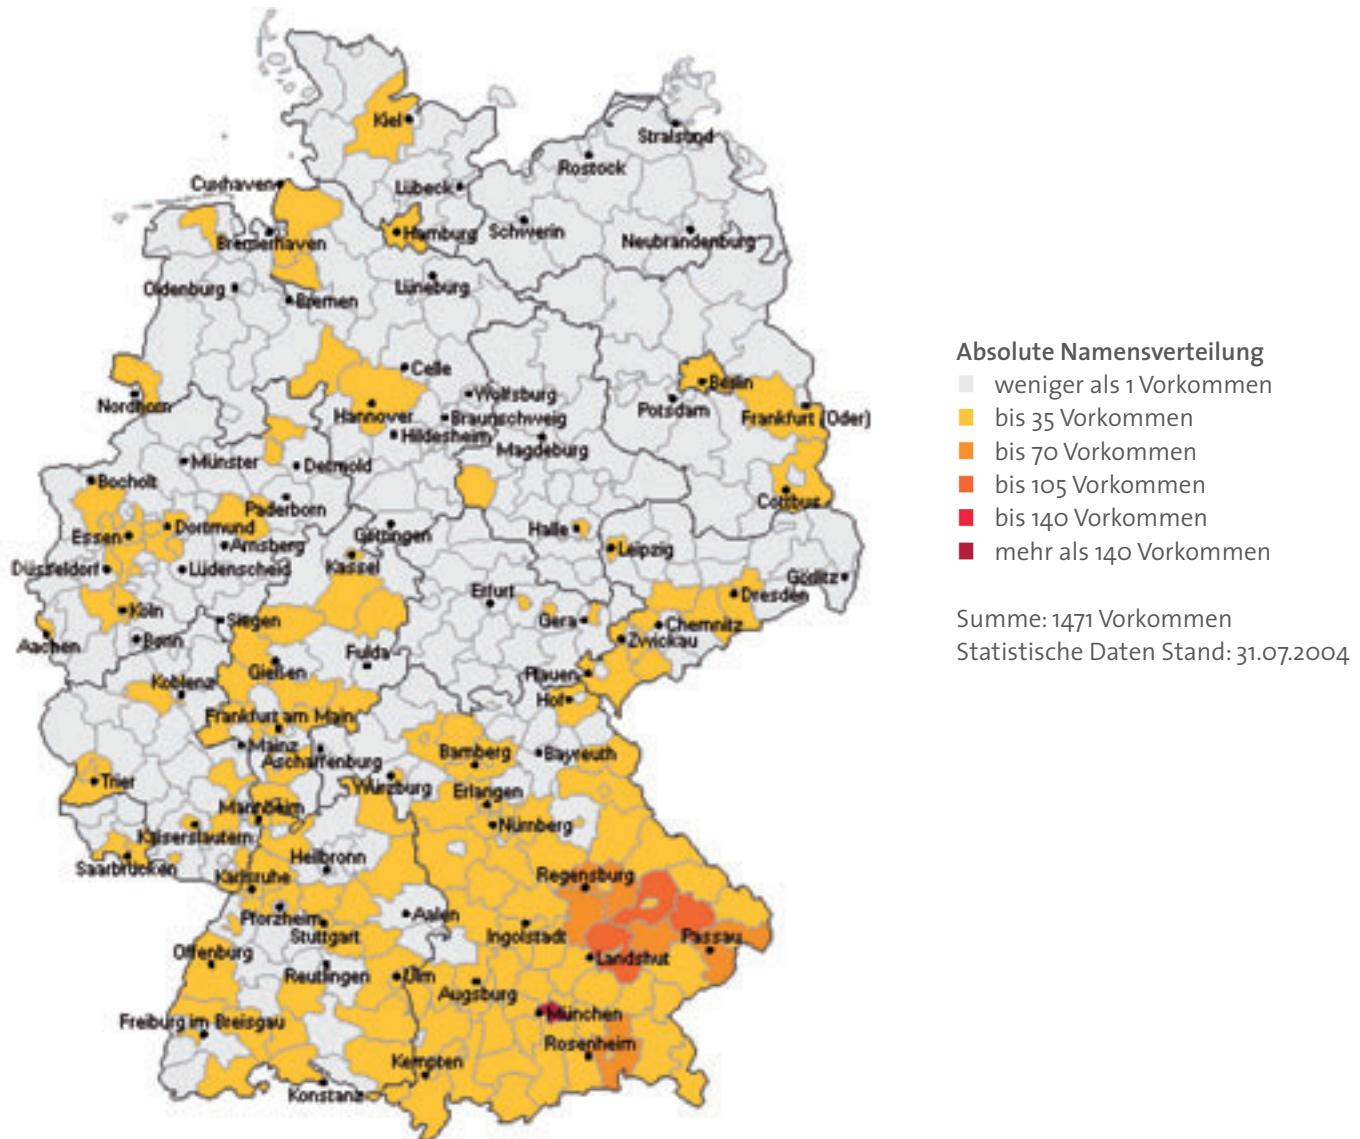 Kiel
Stralsund
Rostock
Cuxhaven
Lübeck
Hamburg
Schwerin
Neubrandenburg
Bremerhaven
Oldenburg
Lüneburg
Bremen
Celle
Wolfsburg
Berlin
Nordhorn
Hannover
Braunschweig
Potsdam
Frankfurt (Oder)
Hildesheim
Magdeburg
Münster
Detmold
Bocholt
Cottbus
Paderborn
Dortmund
Essen
Göttingen
Halle
Arnsberg
Leipzig
Düsseldorf
Lüdenscheid
Kassel
Görlitz
Erfurt
Dresden
Köln
Siegen
Gera
Chemnitz
Aachen
Bonn
Zwickau
Fulda
Gießen
Plauen
Koblenz
Hof
Frankfurt am Main
Mainz
Bamberg
Bayreuth
Aschaffenburg
Trier
Würzburg
Erlangen
Mannheim
Nürnberg
Kaiserslautern
Heilbronn
Saarbrücken
Karlsruhe
Regensburg
Pforzheim
Aalen
Stuttgart
Ingolstadt
Passau
Offenburg
Landshut
Reutlingen
Ulm
Augsburg
München
Freiburg im Breisgau
Rosenheim
Kempten
Konstanz
Absolute Namensverteilung
weniger als 1 Vorkommen
bis 35 Vorkommen
bis 70 Vorkommen
bis 105 Vorkommen
bis 140 Vorkommen
mehr als 140 Vorkommen
Summe: 1471 Vorkommen
Statistische Daten Stand: 31.07.2004